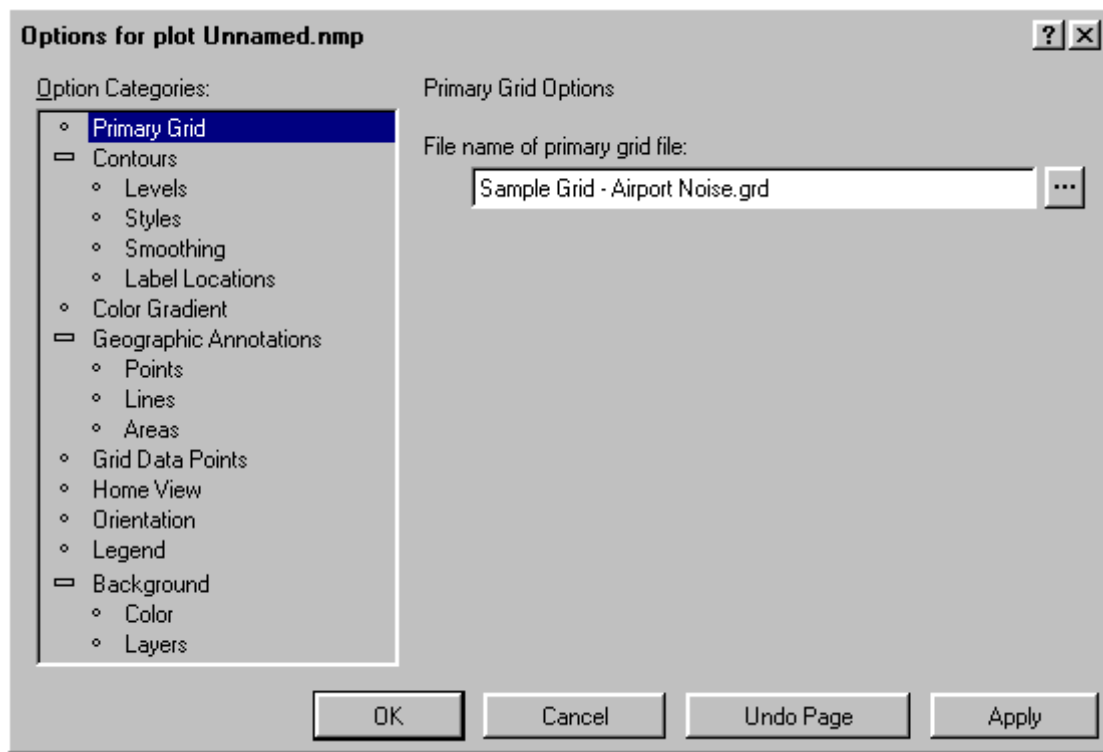 Options for plot Unnamed.nmp
Option Categories:
Primary Grid
Contours
Levels
Styles
Smoothing
Label Locations
Color Gradient
Geographic Annotations
Points
Lines
Areas
Grid Data Points
Home View
Orientation
Legend
Background
Color
Layers
Primary Grid Options
File name of primary grid file:
Sample Grid - Airport Noise.grd
...
OK
Cancel
Undo Page
Apply